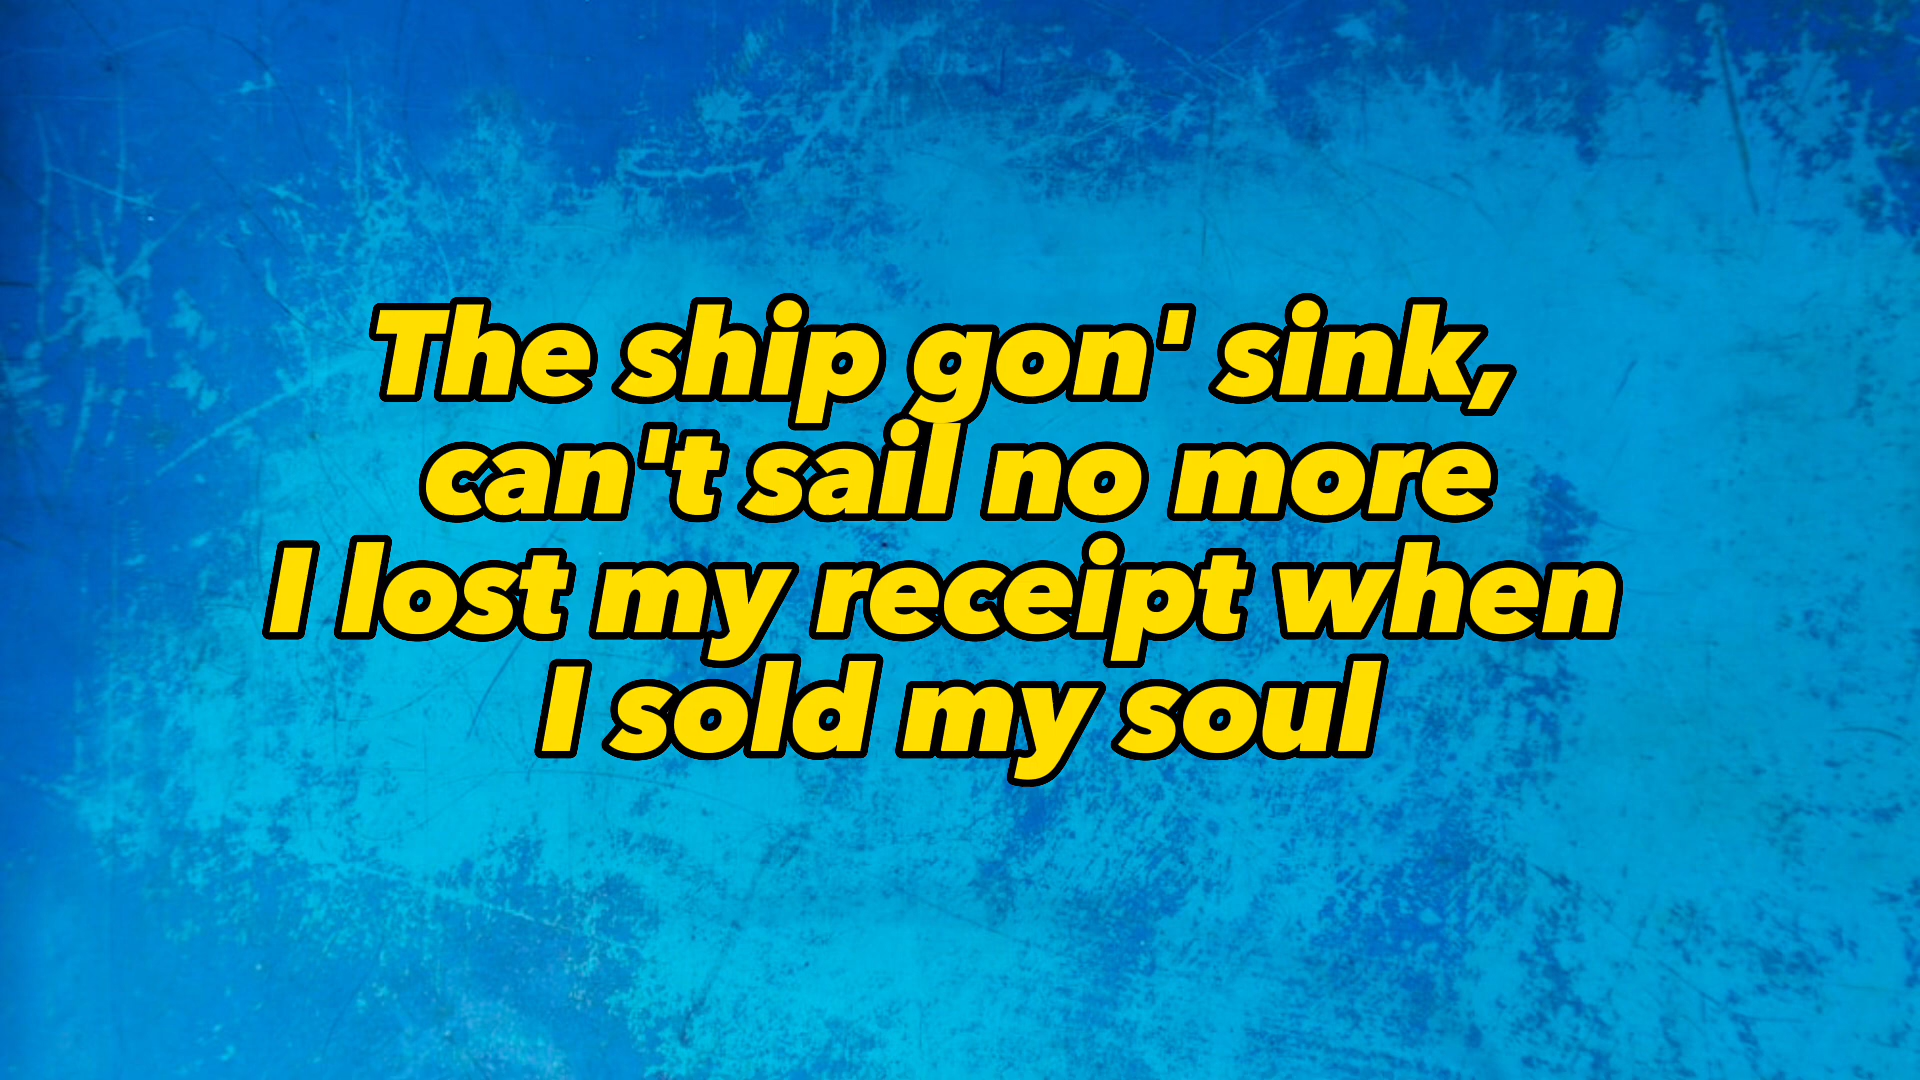 The ship gon' sink,
can't sail no more
I lost my receipt when
I sold my soul